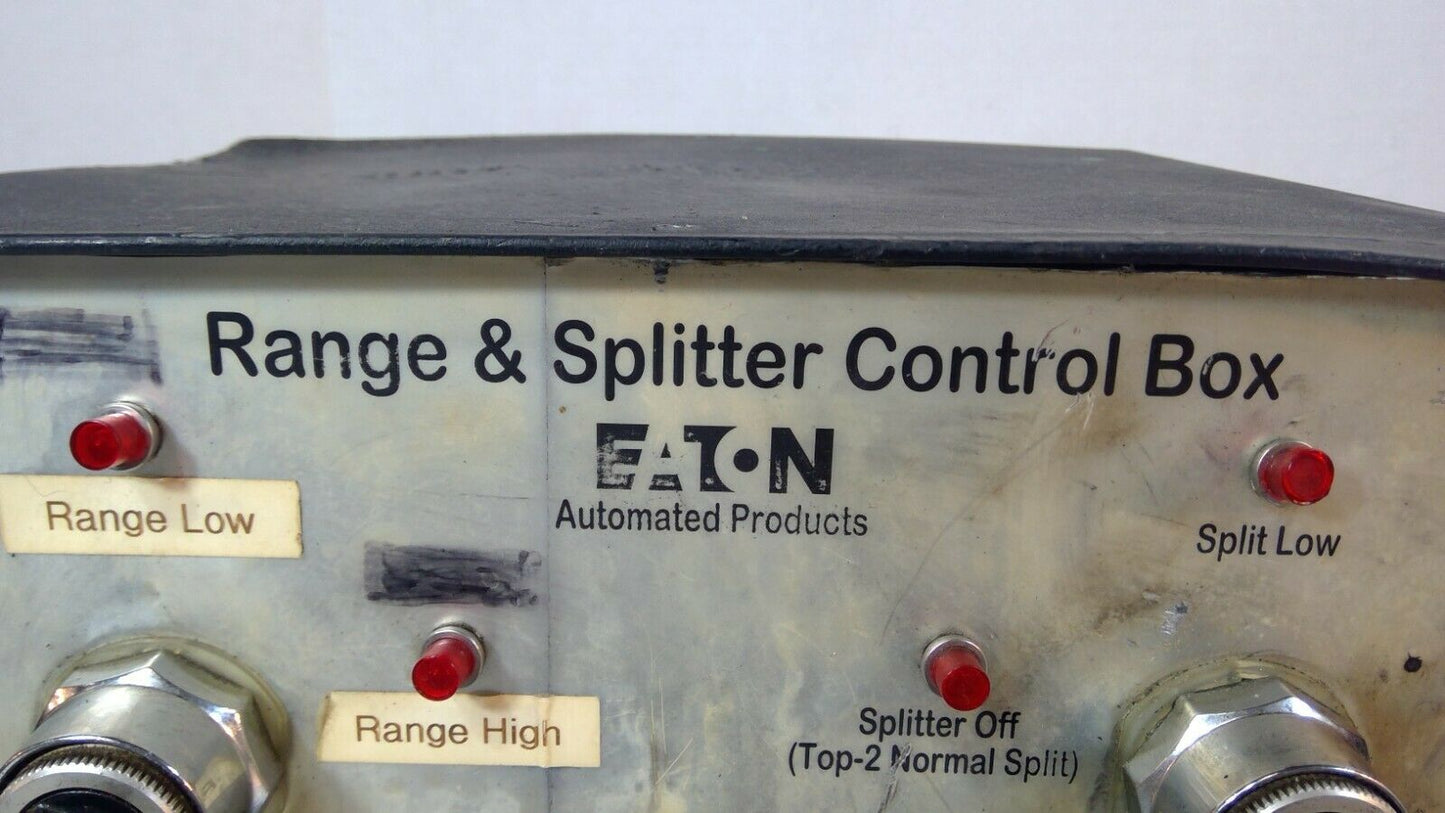 Range & Splitter Control Box
EATON
Automated Products
Range Low
Split Low
Range High
Splitter Off
(Top-2 Normal Split)